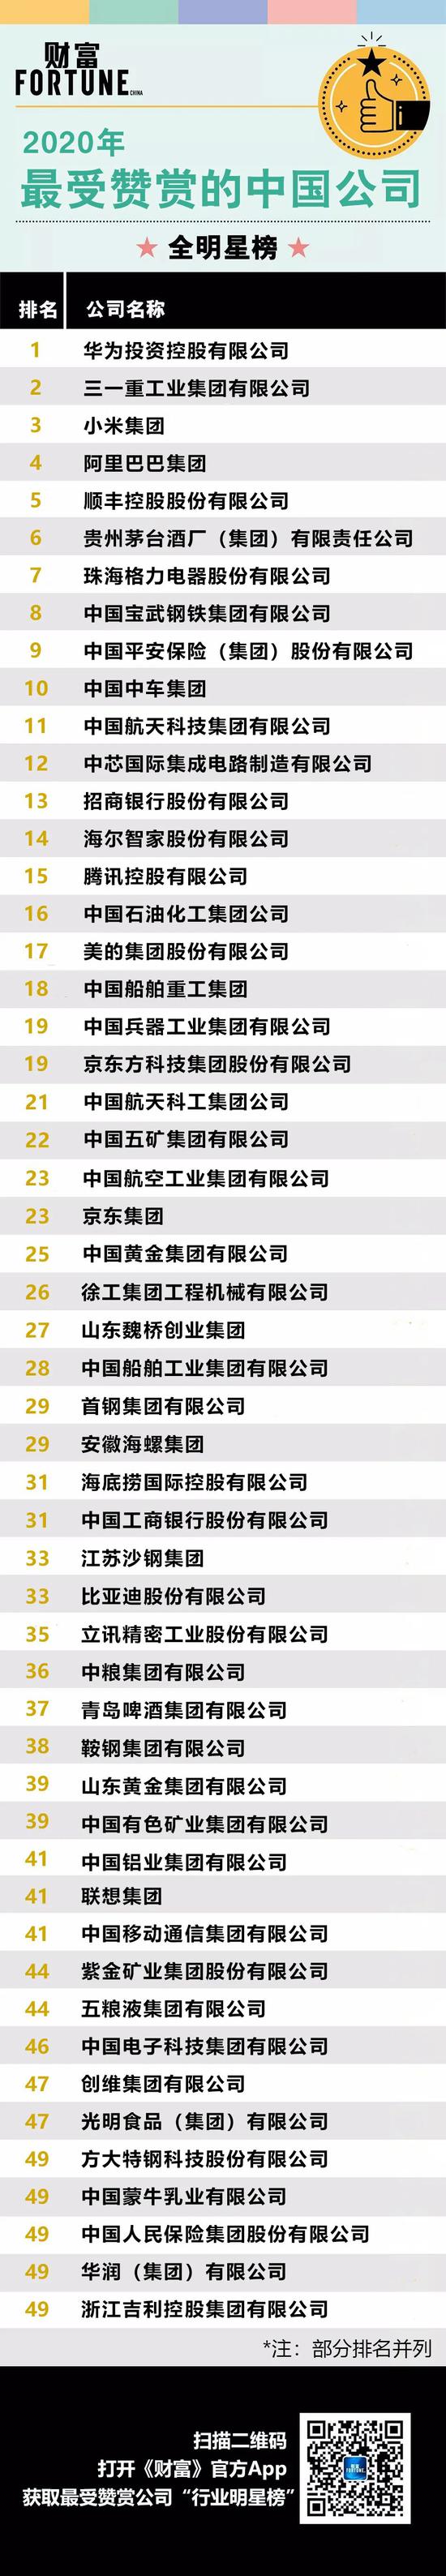 财富
FORTUNE CHINA
2020年
最受赞赏的中国公司
全明星榜
排名 公司名称
1 华为投资控股有限公司
2 三一重工业集团有限公司
3 小米集团
4 阿里巴巴集团
5 顺丰控股股份有限公司
6 贵州茅台酒厂（集团）有限责任公司
7 珠海格力电器股份有限公司
8 中国宝武钢铁集团有限公司
9 中国平安保险（集团）股份有限公司
10 中国中车集团
11 中国航天科技集团有限公司
12 中芯国际集成电路制造有限公司
13 招商银行股份有限公司
14 海尔智家股份有限公司
15 腾讯控股有限公司
16 中国石油化工集团公司
17 美的集团股份有限公司
18 中国船舶重工集团
19 中国兵器工业集团有限公司
19 京东方科技集团股份有限公司
21 中国航天科工集团公司
22 中国五矿集团有限公司
23 中国航空工业集团有限公司
23 京东集团
25 中国黄金集团有限公司
26 徐工集团工程机械有限公司
27 山东魏桥创业集团
28 中国船舶工业集团有限公司
29 首钢集团有限公司
29 安徽海螺集团
31 海底捞国际控股有限公司
31 中国工商银行股份有限公司
33 江苏沙钢集团
33 比亚迪股份有限公司
35 立讯精密工业股份有限公司
36 中粮集团有限公司
37 青岛啤酒集团有限公司
38 鞍钢集团有限公司
39 山东黄金集团有限公司
39 中国有色矿业集团有限公司
41 中国铝业集团有限公司
41 联想集团
41 中国移动通信集团有限公司
44 紫金矿业集团股份有限公司
44 五粮液集团有限公司
46 中国电子科技集团有限公司
47 创维集团有限公司
47 光明食品（集团）有限公司
49 方大特钢科技股份有限公司
49 中国蒙牛乳业有限公司
49 中国人民保险集团股份有限公司
49 华润（集团）有限公司
49 浙江吉利控股集团有限公司
*注：部分排名并列
扫描二维码
打开《财富》官方App
获取最受赞赏公司“行业明星榜”
财富
FORTUNE